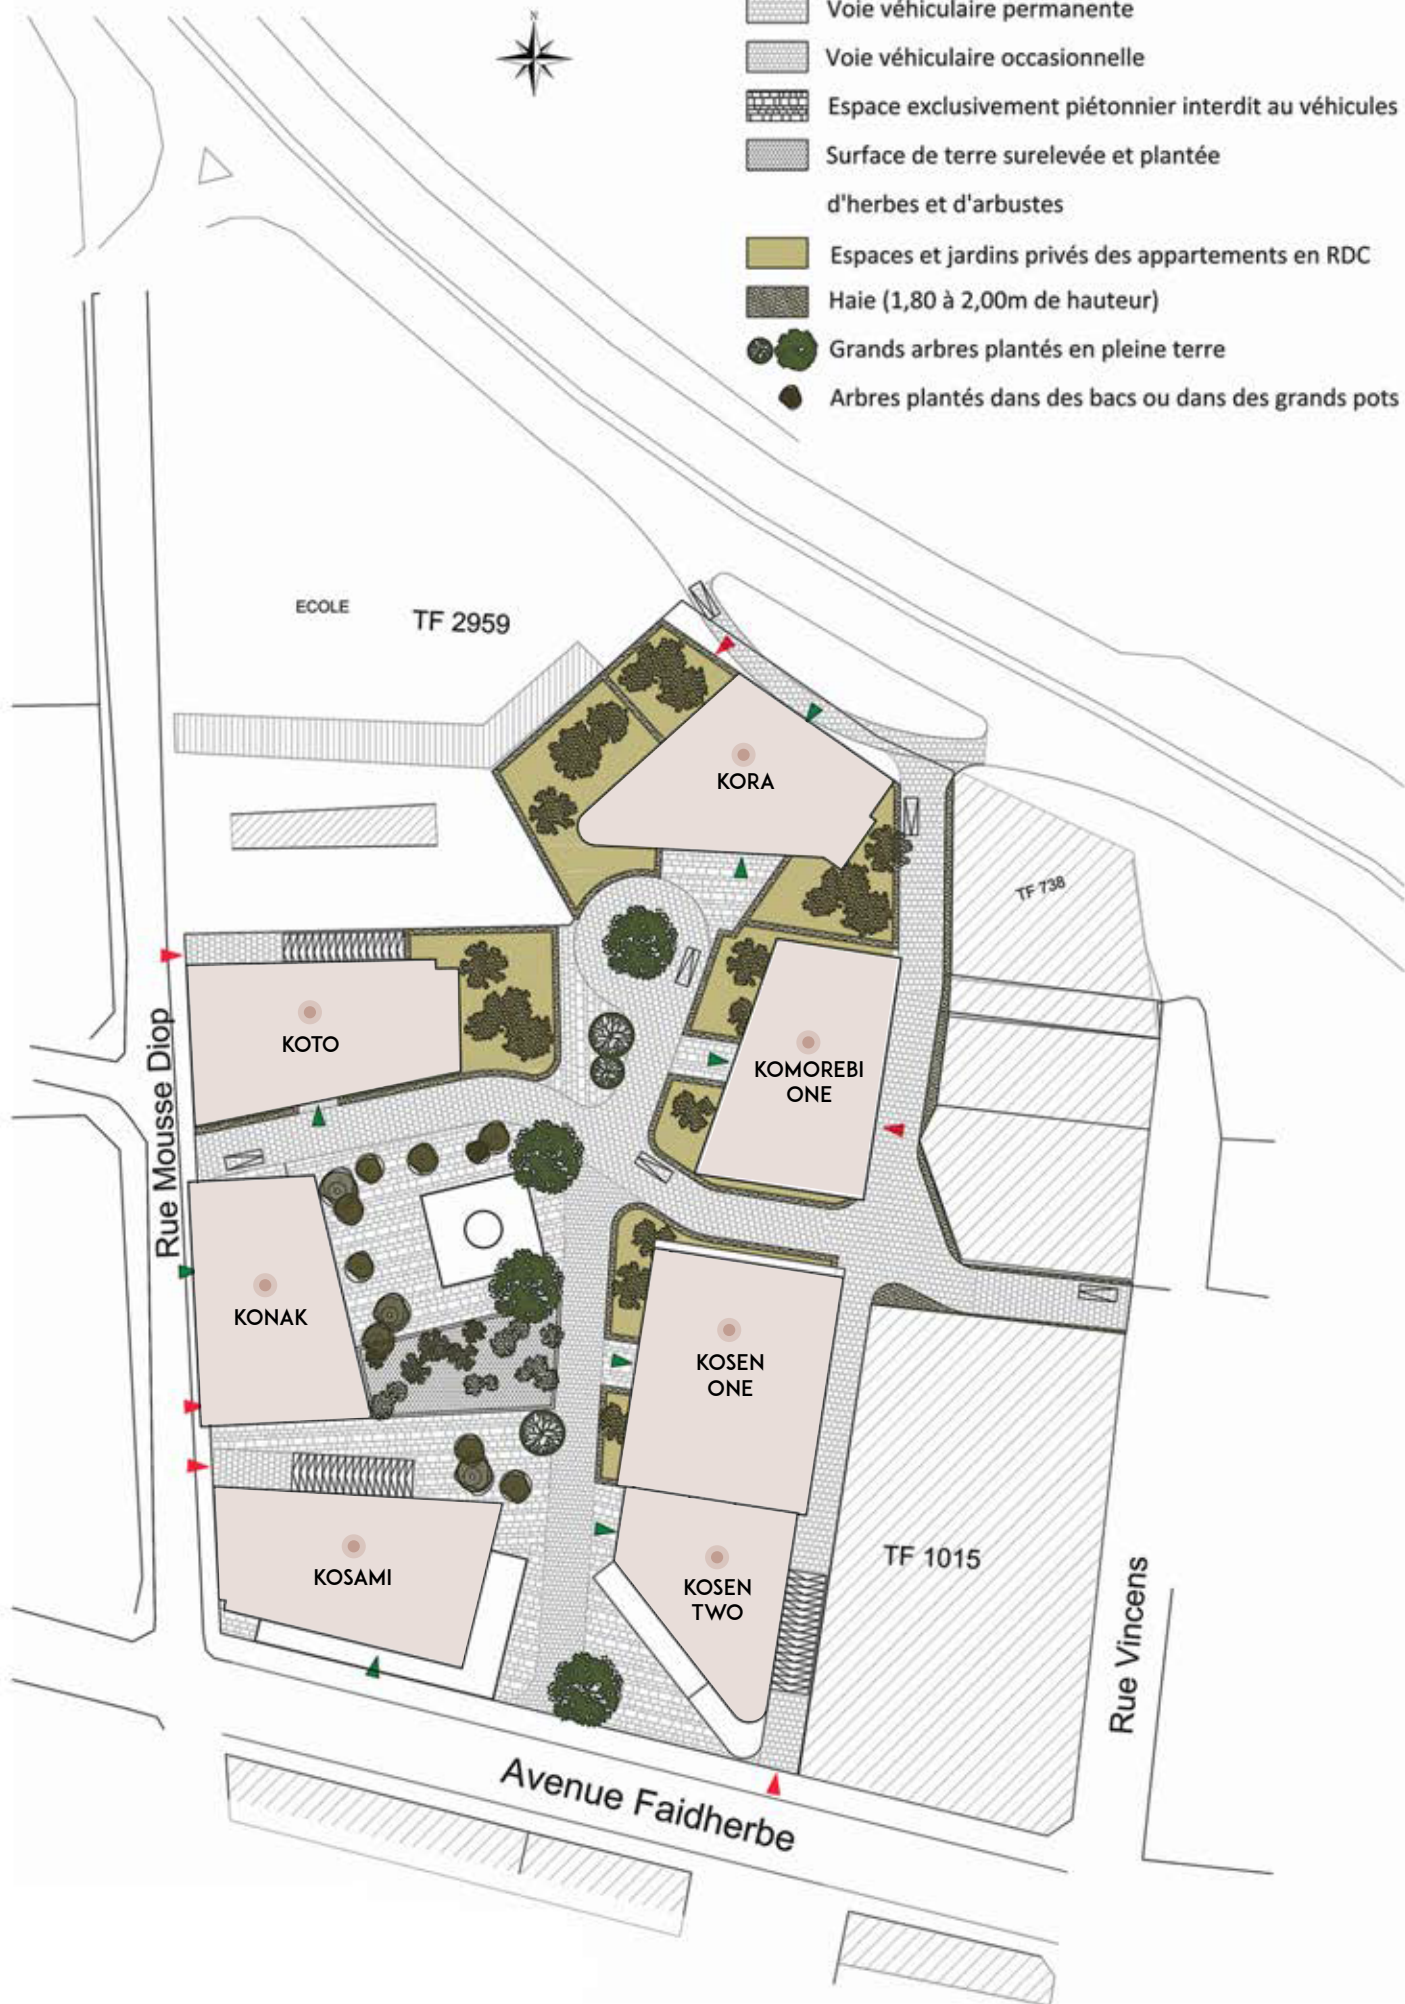 N
Voie véhiculaire permanente
Voie véhiculaire occasionnelle
Espace exclusivement piétonnier interdit au véhicules
Surface de terre surelevée et plantée
d'herbes et d'arbustes
Espaces et jardins privés des appartements en RDC
Haie (1,80 à 2,00m de hauteur)
Grands arbres plantés en pleine terre
Arbres plantés dans des bacs ou dans des grands pots
ECOLE
TF 2959
KORA
TF 738
KOTO
KOMOREBI
ONE
Rue Mousse Diop
KONAK
KOSEN
ONE
KOSAMI
KOSEN
TWO
TF 1015
Rue Vincens
Avenue Faidherbe